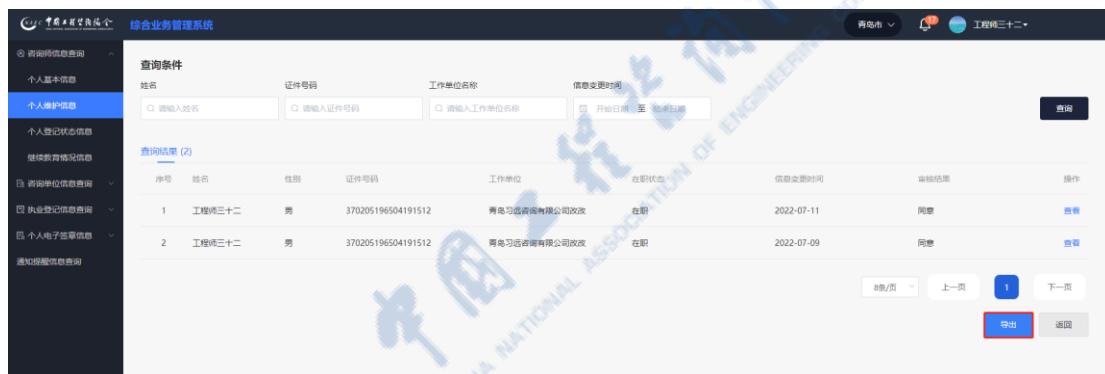 中国工程咨询协会 综合业务管理系统 青岛市 17 工程师三十二
咨询师信息查询
个人基本信息
个人维护信息
个人登记状态信息
继续教育情况信息
咨询单位信息查询
执业登记信息查询
个人电子签章信息
通知提醒信息查询
查询条件
姓名 证件号码 工作单位名称 信息变更时间
请输入姓名 请输入证件号码 请输入工作单位名称 开始日期 至 结束日期 查询
查询结果 (2)
序号 姓名 性别 证件号码 工作单位 在职状态 信息变更时间 审核结果 操作
1 工程师三十二 男 370205196504191512 青岛习远咨询有限公司改改 在职 2022-07-11 同意 查看
2 工程师三十二 男 370205196504191512 青岛习远咨询有限公司改改 在职 2022-07-09 同意 查看
8条/页 上一页 1 下一页
导出 返回